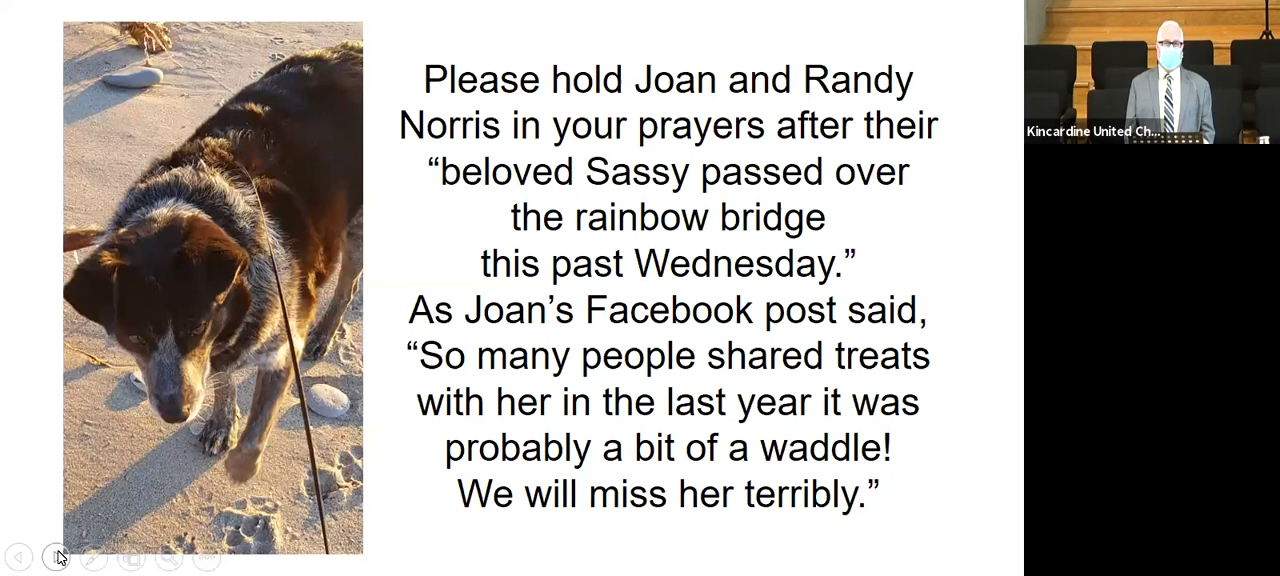 Please hold Joan and Randy
Norris in your prayers after their
“beloved Sassy passed over
the rainbow bridge
this past Wednesday.”
As Joan’s Facebook post said,
“So many people shared treats
with her in the last year it was
probably a bit of a waddle!
We will miss her terribly.”
Kincardine United Ch...